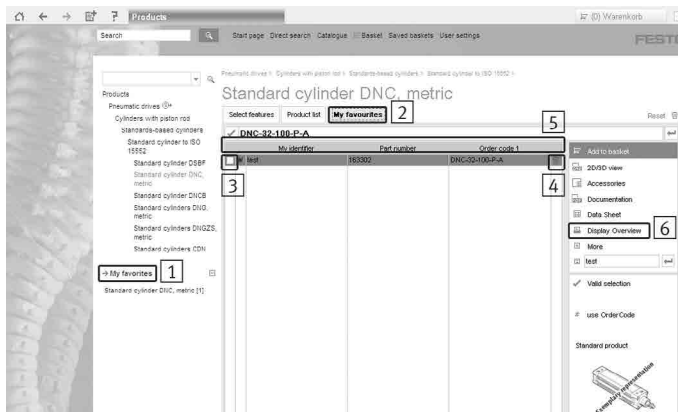 Products
(0) Warenkorb
Search
Start page Direct search Catalogue Basket Saved baskets User settings
FESTO
Pneumatic drives > Cylinders with piston rod > Standards-based cylinders > Standard cylinder to ISO 15552 >
Standard cylinder DNC, metric
Products
Pneumatic drives
Cylinders with piston rod
Standards-based cylinders
Standard cylinder to ISO
15552
Standard cylinder DSBF
Standard cylinder DNC,
metric
Standard cylinder DNCB
Standard cylinders DNG,
metric
Standard cylinders DNGZS,
metric
Standard cylinders CDN
→ My favorites
1
Standard cylinder DNC, metric [1]
Select features
Product list
My favourites
2
Reset
DNC-32-100-P-A
5
My identifier
Part number
Order code 1
test
163302
DNC-32-100-P-A
3
4
Add to basket
2D/3D view
Accessories
Documentation
Data Sheet
Display Overview
6
More
test
Valid selection
# use OrderCode
Standard product
Exemplary representation